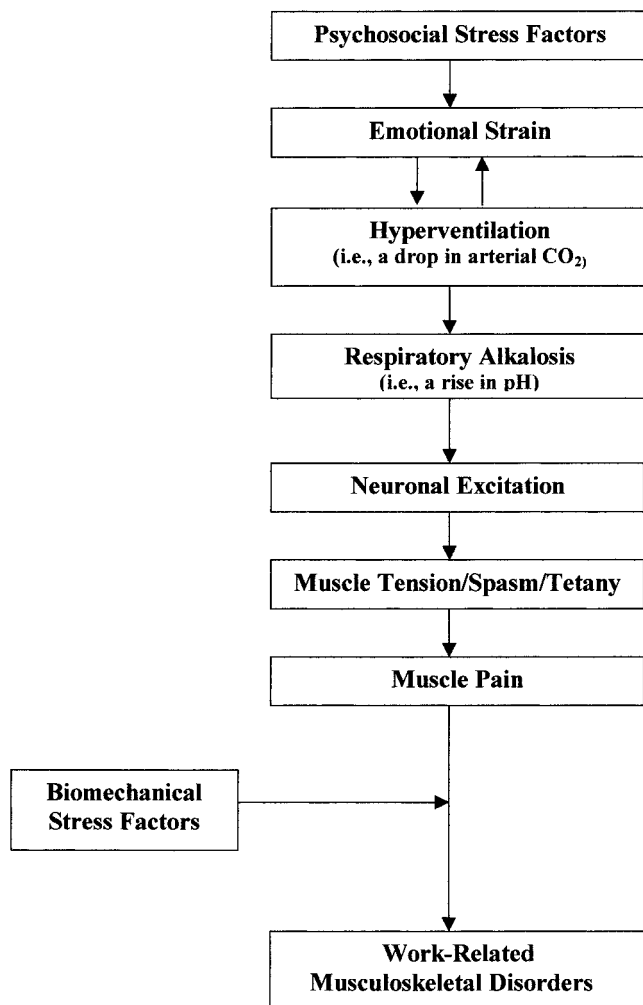 Psychosocial Stress Factors
Emotional Strain
Hyperventilation
(i.e., a drop in arterial CO₂)
Respiratory Alkalosis
(i.e., a rise in pH)
Neuronal Excitation
Muscle Tension/Spasm/Tetany
Muscle Pain
Biomechanical
Stress Factors
Work-Related
Musculoskeletal Disorders